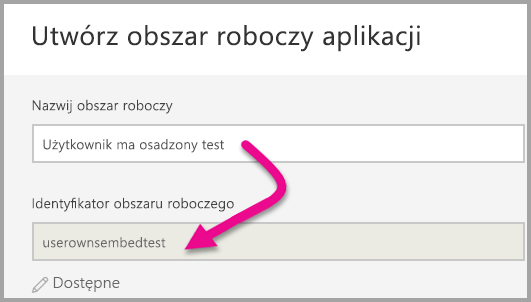 Utwórz obszar roboczy aplikacji
Nazwij obszar roboczy
Użytkownik ma osadzony test
Identyfikator obszaru roboczego
userownsembedtest
Dostępne